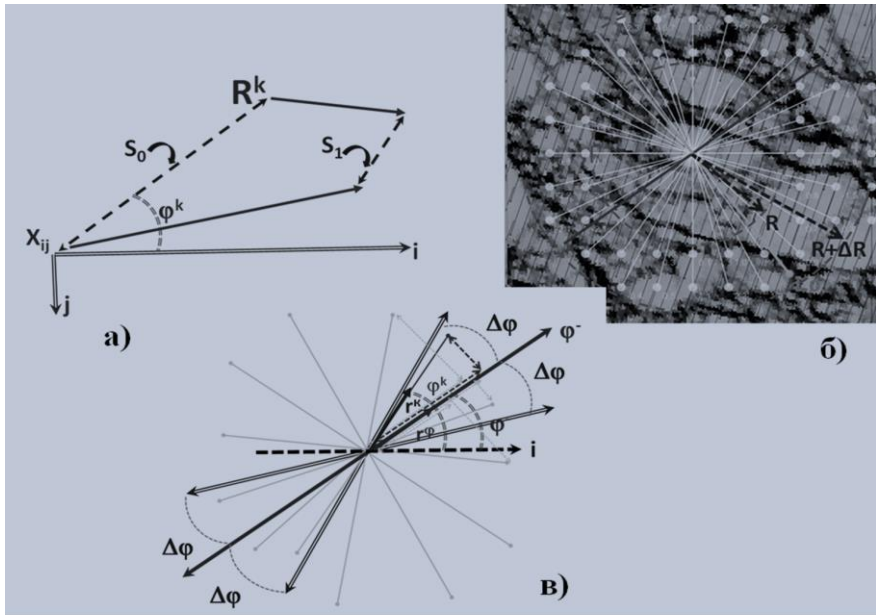 R^k
S_0
S_1
φ^k
X_ij
i
j
а)
R
R+ΔR
б)
Δφ
φ^-
Δφ
φ^k
r^k
r^φ
φ
i
Δφ
Δφ
в)